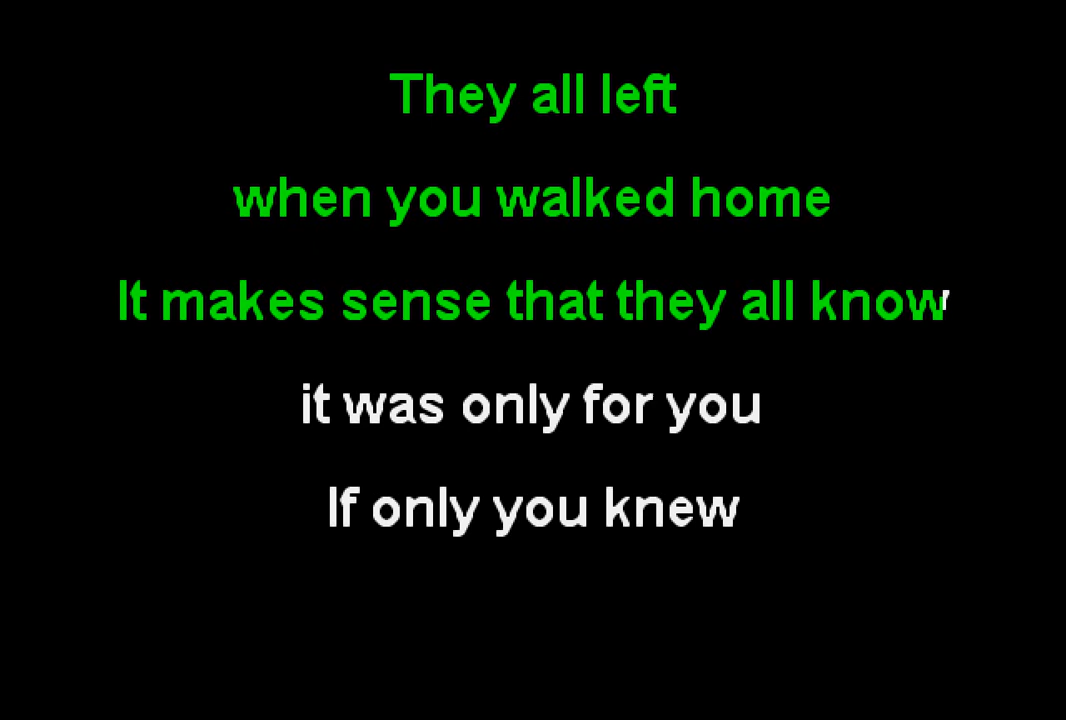 They all left
when you walked home
It makes sense that they all know
it was only for you
If only you knew